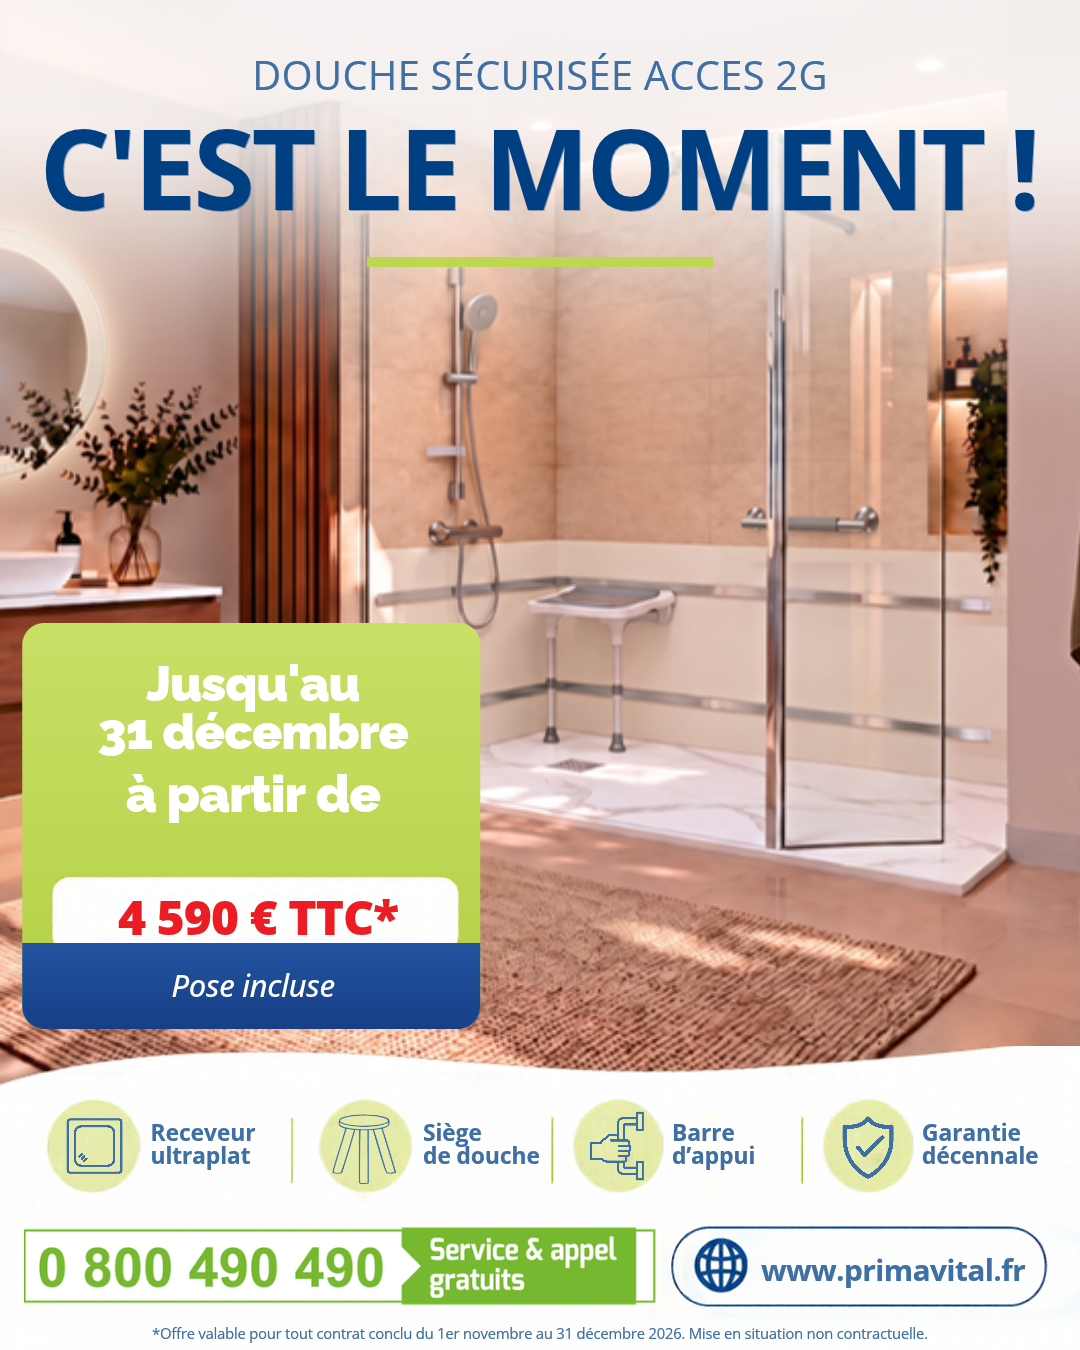 DOUCHE SÉCURISÉE ACCES 2G
C'EST LE MOMENT !
Jusqu'au
31 décembre
à partir de
4 590 € TTC*
Pose incluse
Receveur
ultraplat
Siège
de douche
Barre
d’appui
Garantie
décennale
0 800 490 490
Service & appel
gratuits
www.primavital.fr
*Offre valable pour tout contrat conclu du 1er novembre au 31 décembre 2026. Mise en situation non contractuelle.